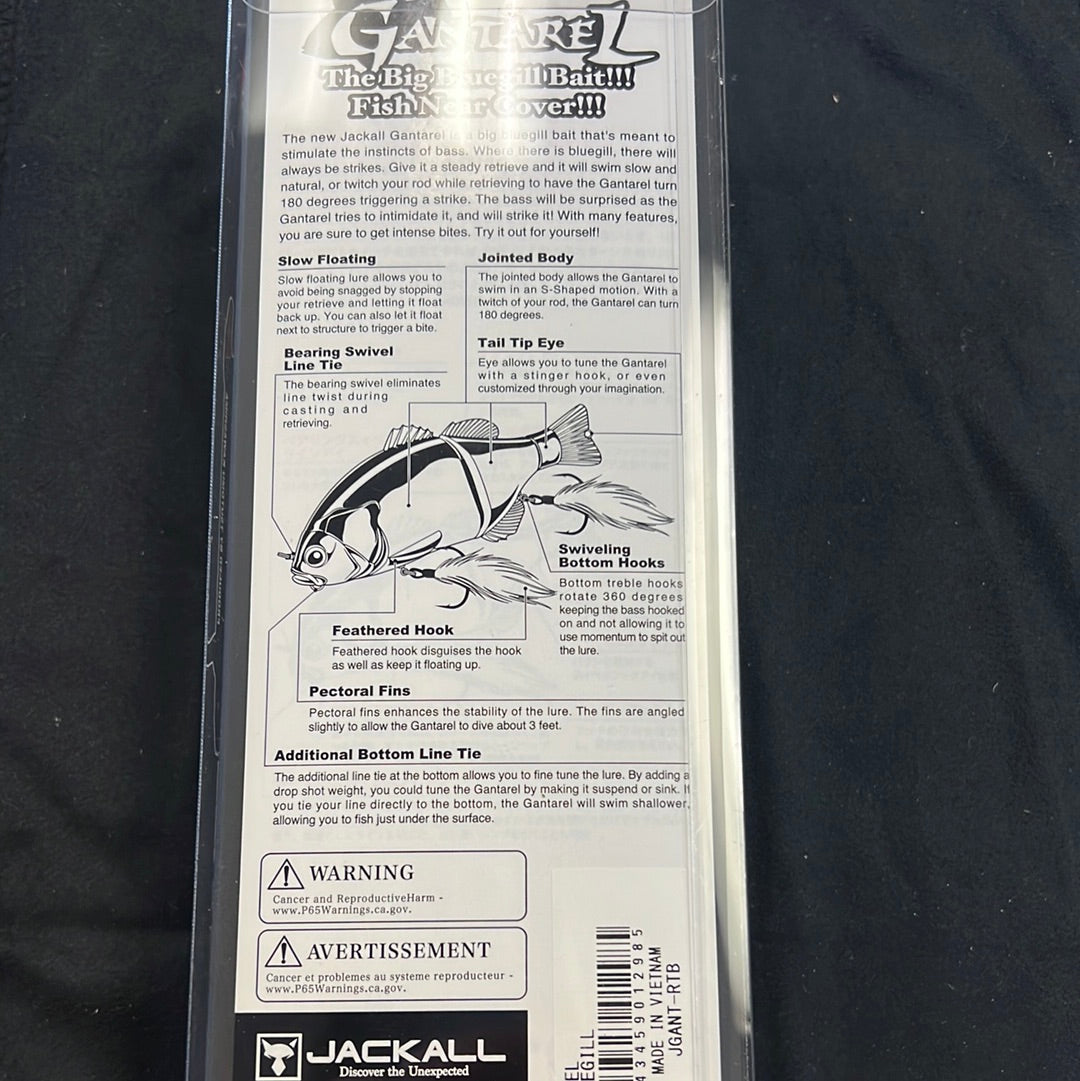 GANTAREL
The Big Bluegill Bait!!!
Fish Near Cover!!!
The new Jackall Gantarel is a big bluegill bait that's meant to
stimulate the instincts of bass. Where there is bluegill, there will
always be strikes. Give it a steady retrieve and it will swim slow and
natural, or twitch your rod while retrieving to have the Gantarel turn
180 degrees triggering a strike. The bass will be surprised as the
Gantarel tries to intimidate it, and will strike it! With many features,
you are sure to get intense bites. Try it out for yourself!
Slow Floating
Slow floating lure allows you to
avoid being snagged by stopping
your retrieve and letting it float
back up. You can also let it float
next to structure to trigger a bite.
Jointed Body
The jointed body allows the Gantarel to
swim in an S-Shaped motion. With a
twitch of your rod, the Gantarel can turn
180 degrees.
Bearing Swivel
Line Tie
The bearing swivel eliminates
line twist during
casting and
retrieving.
Tail Tip Eye
Eye allows you to tune the Gantarel
with a stinger hook, or even
customized through your imagination.
Swiveling
Bottom Hooks
Bottom treble hooks
rotate 360 degrees
keeping the bass hooked
on and not allowing it to
use momentum to spit out
the lure.
Feathered Hook
Feathered hook disguises the hook
as well as keep it floating up.
Pectoral Fins
Pectoral fins enhances the stability of the lure. The fins are angled
slightly to allow the Gantarel to dive about 3 feet.
Additional Bottom Line Tie
The additional line tie at the bottom allows you to fine tune the lure. By adding a
drop shot weight, you could tune the Gantarel by making it suspend or sink. If
you tie your line directly to the bottom, the Gantarel will swim shallower,
allowing you to fish just under the surface.
WARNING
Cancer and ReproductiveHarm -
www.P65Warnings.ca.gov.
AVERTISSEMENT
Cancer et problemes au systeme reproducteur -
www.P65Warnings.ca.gov.
JACKALL
Discover the Unexpected
EL
EGILL
4 34590 12985
MADE IN VIETNAM
JGANT-RTB